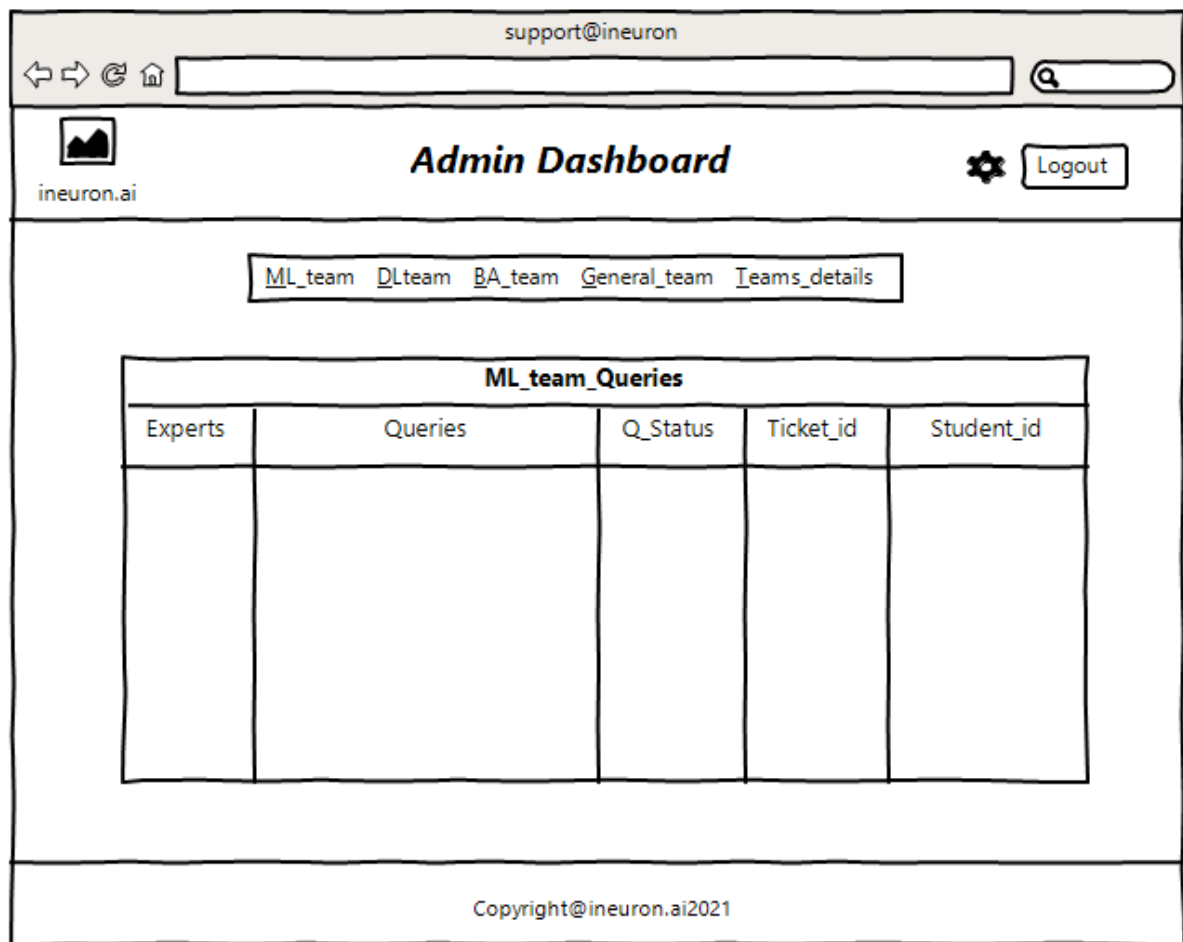 support@ineuron
Admin Dashboard
Logout
ineuron.ai
ML_team DLteam BA_team General_team Teams_details
ML_team_Queries
Experts Queries Q_Status Ticket_id Student_id
Copyright@ineuron.ai2021